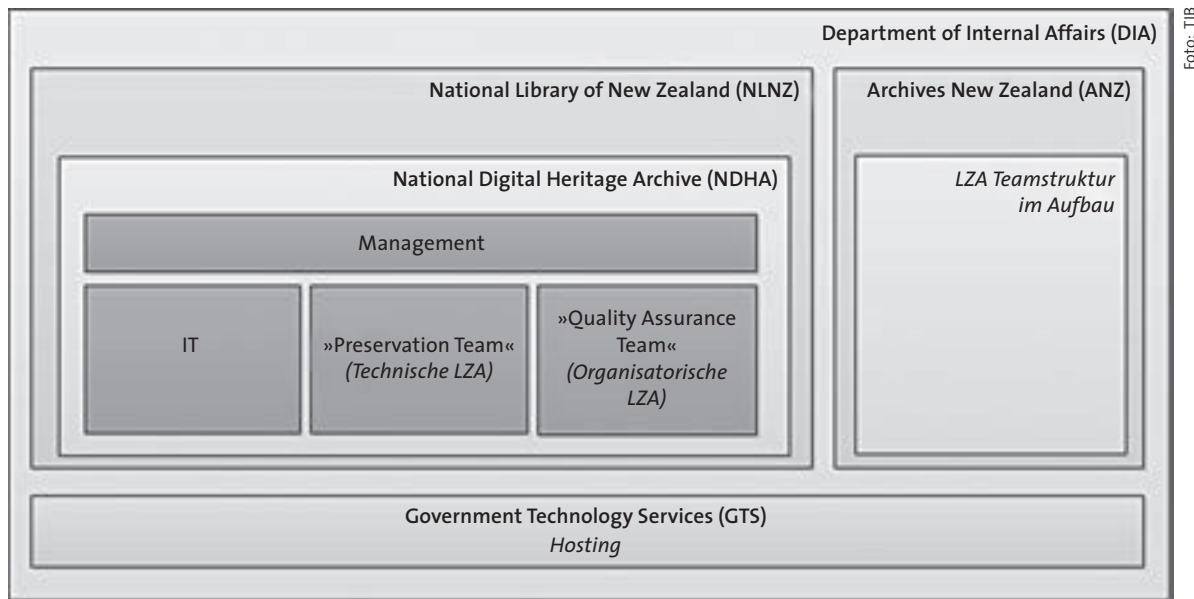 Department of Internal Affairs (DIA)
National Library of New Zealand (NLNZ)
Archives New Zealand (ANZ)
National Digital Heritage Archive (NDHA)
LZA Teamstruktur
im Aufbau
Management
IT
»Preservation Team«
(Technische LZA)
»Quality Assurance
Team«
(Organisatorische
LZA)
Government Technology Services (GTS)
Hosting
Foto: TIB